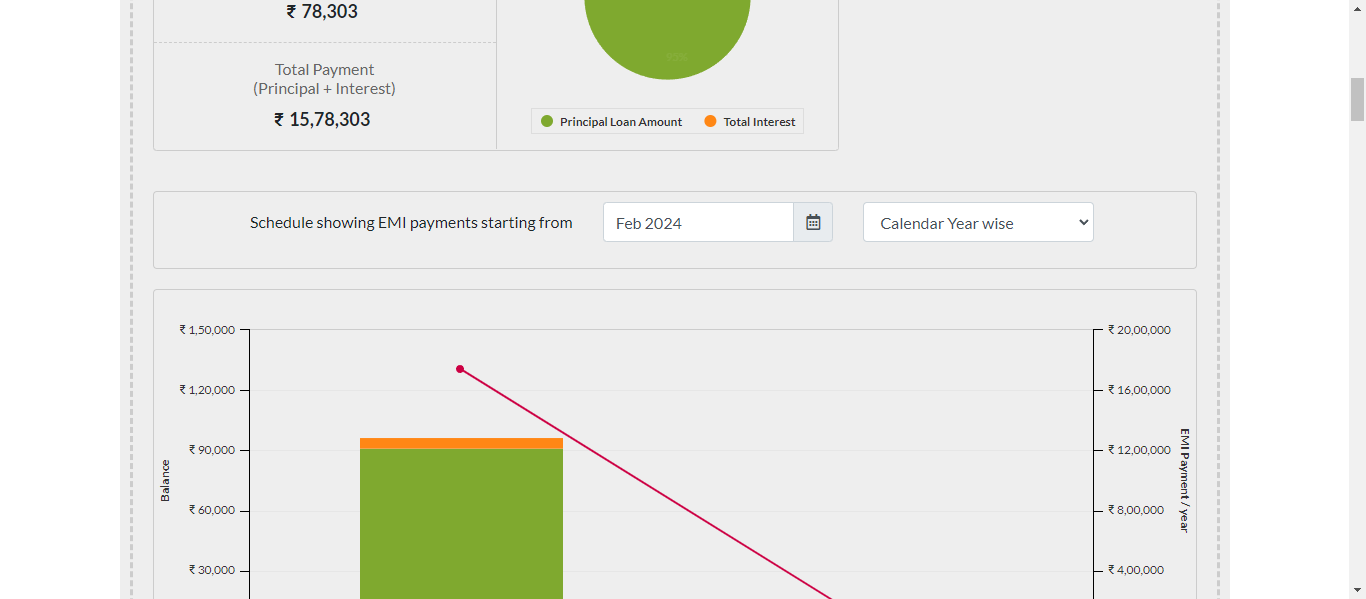 ₹ 78,303
Total Payment
(Principal + Interest)
₹ 15,78,303
Principal Loan Amount
Total Interest
Schedule showing EMI payments starting from
Feb 2024
Calendar Year wise
₹ 1,50,000
₹ 1,20,000
₹ 90,000
₹ 60,000
₹ 30,000
Balance
₹ 20,00,000
₹ 16,00,000
₹ 12,00,000
₹ 8,00,000
₹ 4,00,000
EMI Payment / year